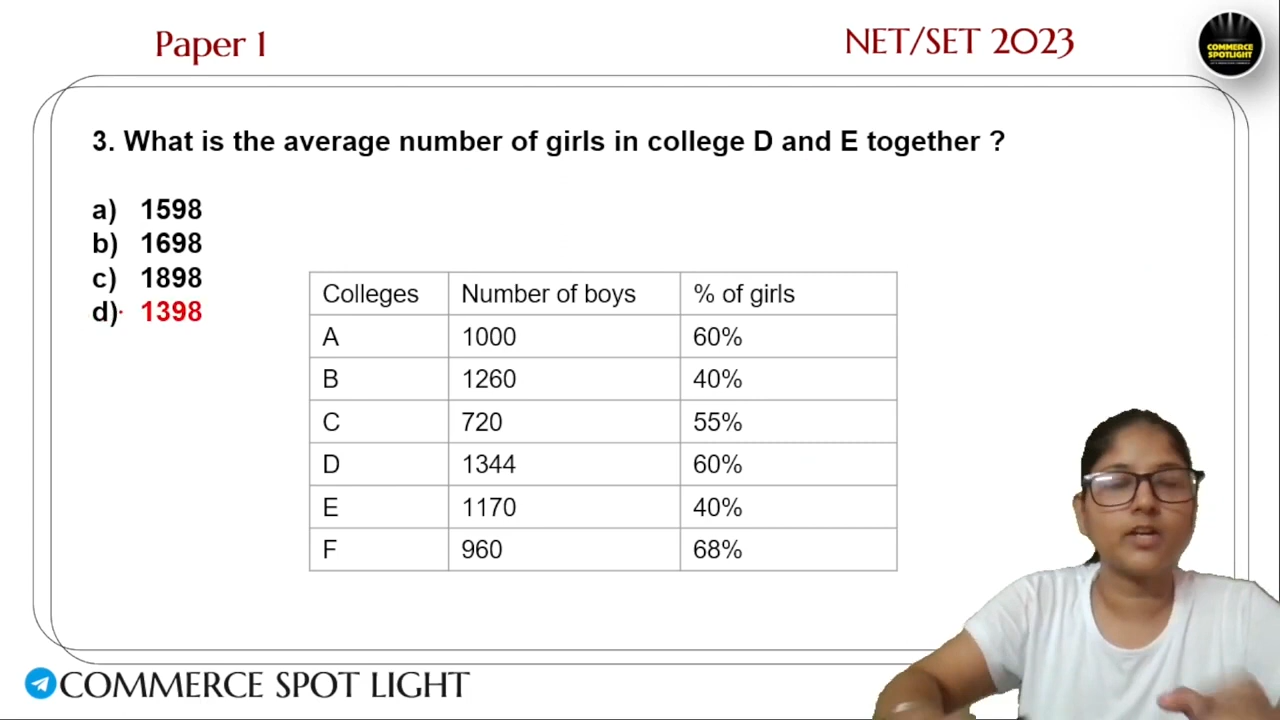 Paper 1
NET/SET 2023
COMMERCE
SPOTLIGHT
3. What is the average number of girls in college D and E together ?
a) 1598
b) 1698
c) 1898
d) 1398
Colleges Number of boys % of girls
A 1000 60%
B 1260 40%
C 720 55%
D 1344 60%
E 1170 40%
F 960 68%
COMMERCE SPOT LIGHT